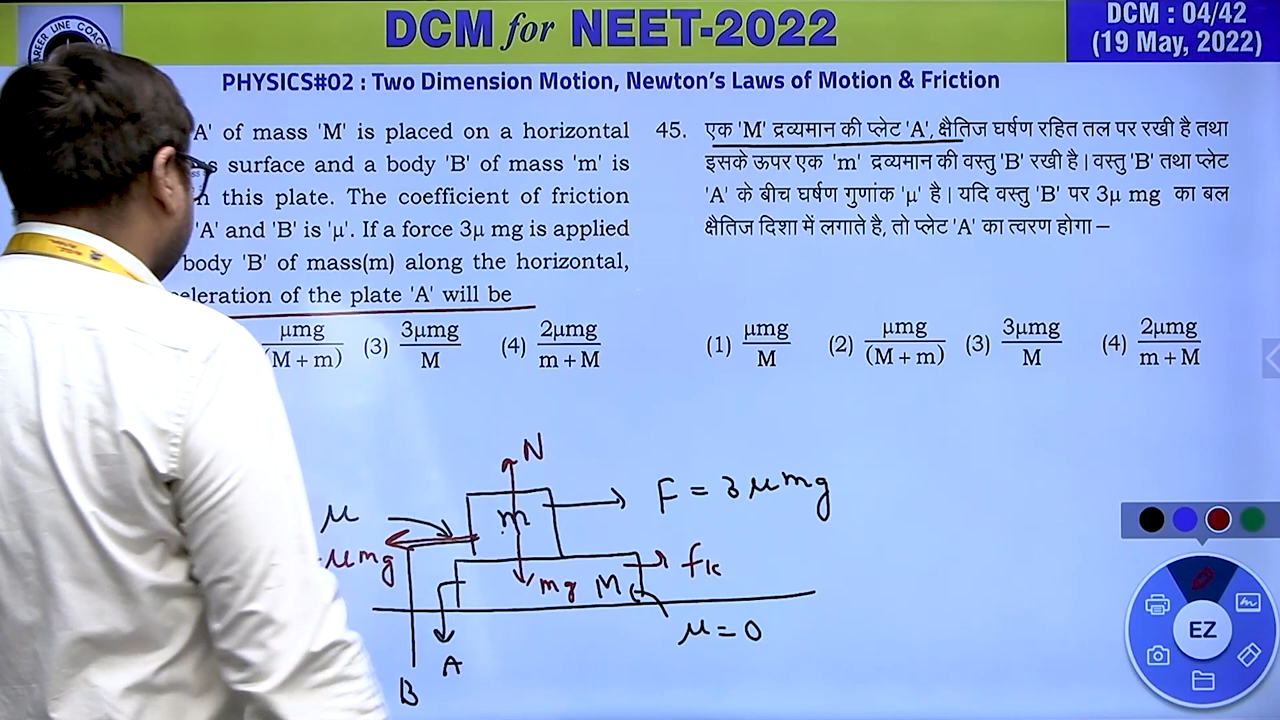 DCM for NEET-2022
DCM : 04/42
(19 May, 2022)
PHYSICS#02 : Two Dimension Motion, Newton's Laws of Motion & Friction
A' of mass 'M' is placed on a horizontal
surface and a body 'B' of mass 'm' is
this plate. The coefficient of friction
'A' and 'B' is 'μ'. If a force 3μ mg is applied
body 'B' of mass(m) along the horizontal,
eleration of the plate 'A' will be
μmg/(M + m) (3) 3μmg/M (4) 2μmg/m + M
45. एक 'M' द्रव्यमान की प्लेट 'A', क्षैतिज घर्षण रहित तल पर रखी है तथा
इसके ऊपर एक 'm' द्रव्यमान की वस्तु 'B' रखी है। वस्तु 'B' तथा प्लेट
'A' के बीच घर्षण गुणांक 'μ' है। यदि वस्तु 'B' पर 3μ mg का बल
क्षैतिज दिशा में लगाते है, तो प्लेट 'A' का त्वरण होगा –
(1) μmg/M (2) μmg/(M + m) (3) 3μmg/M (4) 2μmg/m + M
N
μ m F = 3μmg
μmg fk
mg M
μ = 0
A
B
EZ